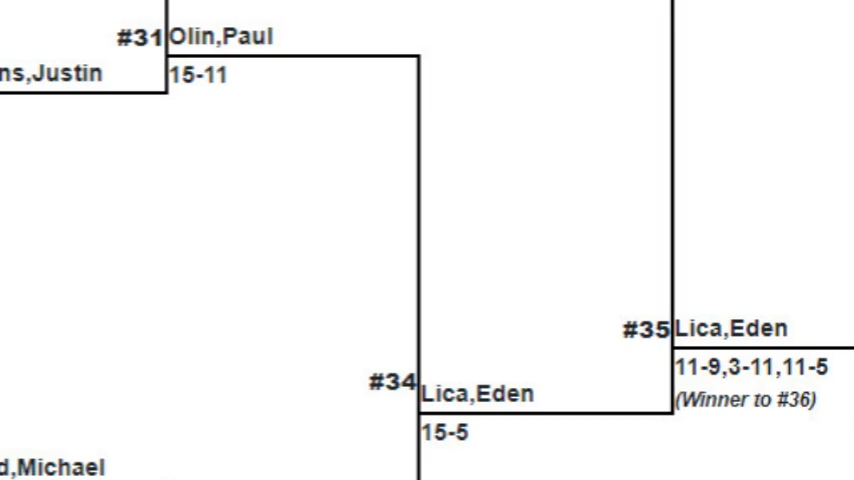 #31 Olin,Paul
ns,Justin
15-11
#35 Lica,Eden
11-9,3-11,11-5
(Winner to #36)
#34 Lica,Eden
15-5
d,Michael